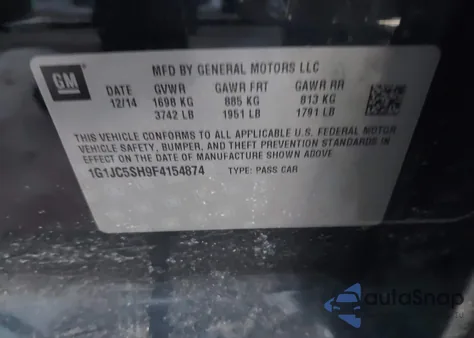 GM
MFD BY GENERAL MOTORS LLC
DATE GVWR GAWR FRT GAWR RR
12/14 1698 KG 885 KG 813 KG
3742 LB 1951 LB 1791 LB
THIS VEHICLE CONFORMS TO ALL APPLICABLE U.S. FEDERAL MOTOR
VEHICLE SAFETY, BUMPER, AND THEFT PREVENTION STANDARDS IN
EFFECT ON THE DATE OF MANUFACTURE SHOWN ABOVE.
1G1JC5SH9F4154874 TYPE: PASS CAR
autoSnap